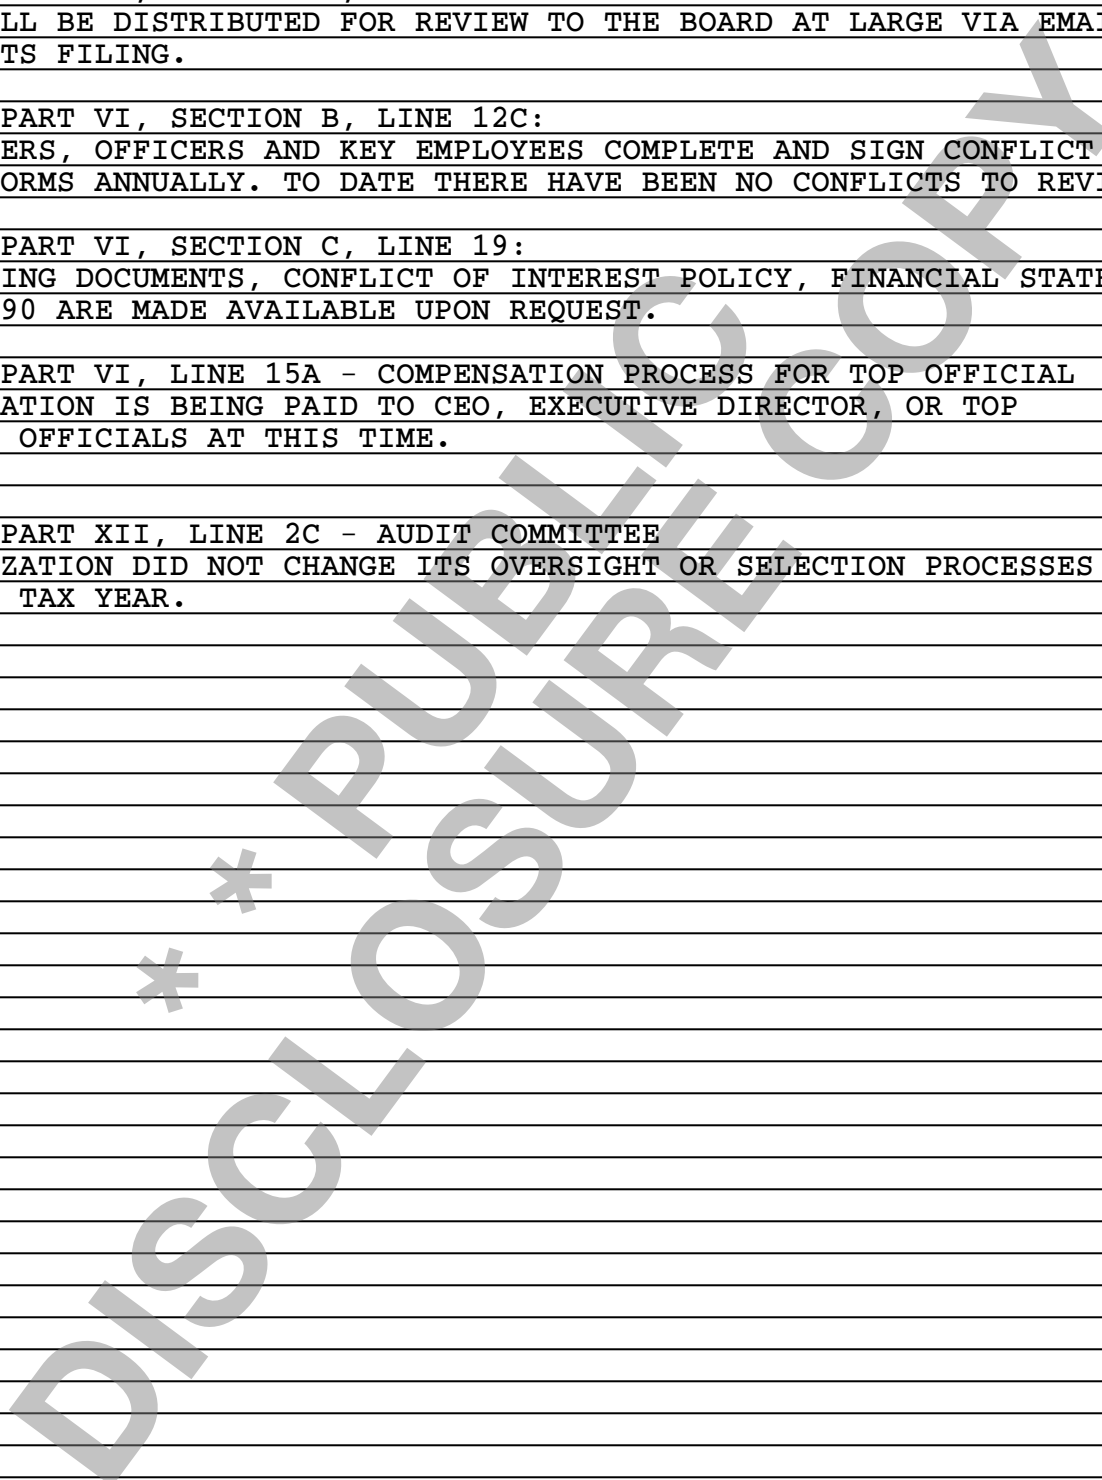 LL BE DISTRIBUTED FOR REVIEW TO THE BOARD AT LARGE VIA
TS FILING.
PART VI, SECTION B, LINE 12C:
ERS, OFFICERS AND KEY EMPLOYEES COMPLETE AND SIGN CONFLICT
ORMS ANNUALLY. TO DATE THERE HAVE BEEN NO CONFLICTS TO
PART VI, SECTION C, LINE 19:
ING DOCUMENTS, CONFLICT OF INTEREST POLICY, FINANCIAL
90 ARE MADE AVAILABLE UPON REQUEST.
PART VI, LINE 15A - COMPENSATION PROCESS FOR TOP OFFICIAL
ATION IS BEING PAID TO CEO, EXECUTIVE DIRECTOR, OR TOP
OFFICIALS AT THIS TIME.
PART XII, LINE 2C - AUDIT COMMITTEE
ZATION DID NOT CHANGE ITS OVERSIGHT OR SELECTION PROCESSES
TAX YEAR.
* * PUBLIC
DISCLOSURE COPY